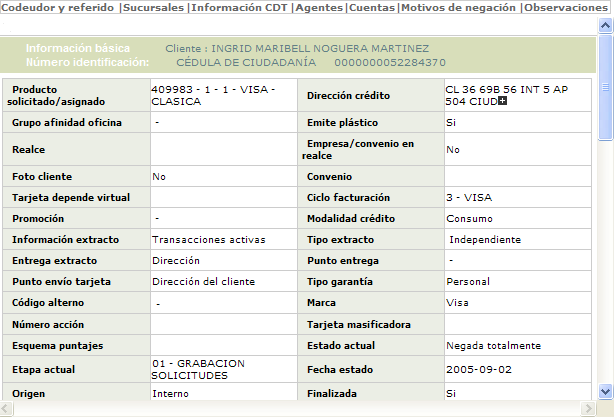 Codeudor y referido |Sucursales |Información CDT |Agentes|Cuentas|Motivos de negación |Observaciones
Información básica Cliente : INGRID MARIBELL NOGUERA MARTINEZ
Número identificación: CÉDULA DE CIUDADANÍA 0000000052284370
Producto solicitado/asignado 409983 - 1 - 1 - VISA - CLASICA Dirección crédito CL 36 69B 56 INT 5 AP 504 CIUD
Grupo afinidad oficina - Emite plástico Si
Realce Empresa/convenio en realce No
Foto cliente No Convenio
Tarjeta depende virtual Ciclo facturación 3 - VISA
Promoción - Modalidad crédito Consumo
Información extracto Transacciones activas Tipo extracto Independiente
Entrega extracto Dirección Punto entrega -
Punto envío tarjeta Dirección del cliente Tipo garantía Personal
Código alterno - Marca Visa
Número acción Tarjeta masificadora
Esquema puntajes Estado actual Negada totalmente
Etapa actual 01 - GRABACION SOLICITUDES Fecha estado 2005-09-02
Origen Interno Finalizada Si